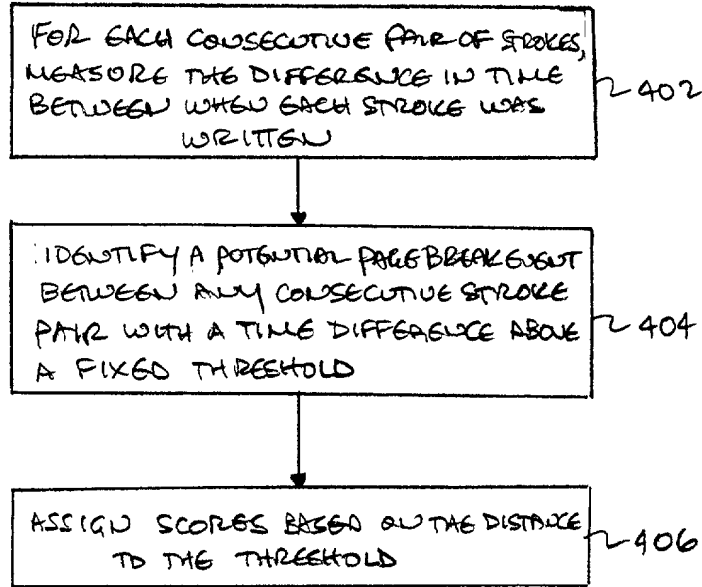 FOR EACH CONSECUTIVE PAIR OF STROKES,
MEASURE THE DIFFERENCE IN TIME
BETWEEN WHEN EACH STROKE WAS
WRITTEN
402
IDENTIFY A POTENTIAL PAGE BREAK EVENT
BETWEEN ANY CONSECUTIVE STROKE
PAIR WITH A TIME DIFFERENCE ABOVE
A FIXED THRESHOLD
404
ASSIGN SCORES BASED ON THE DISTANCE
TO THE THRESHOLD
406